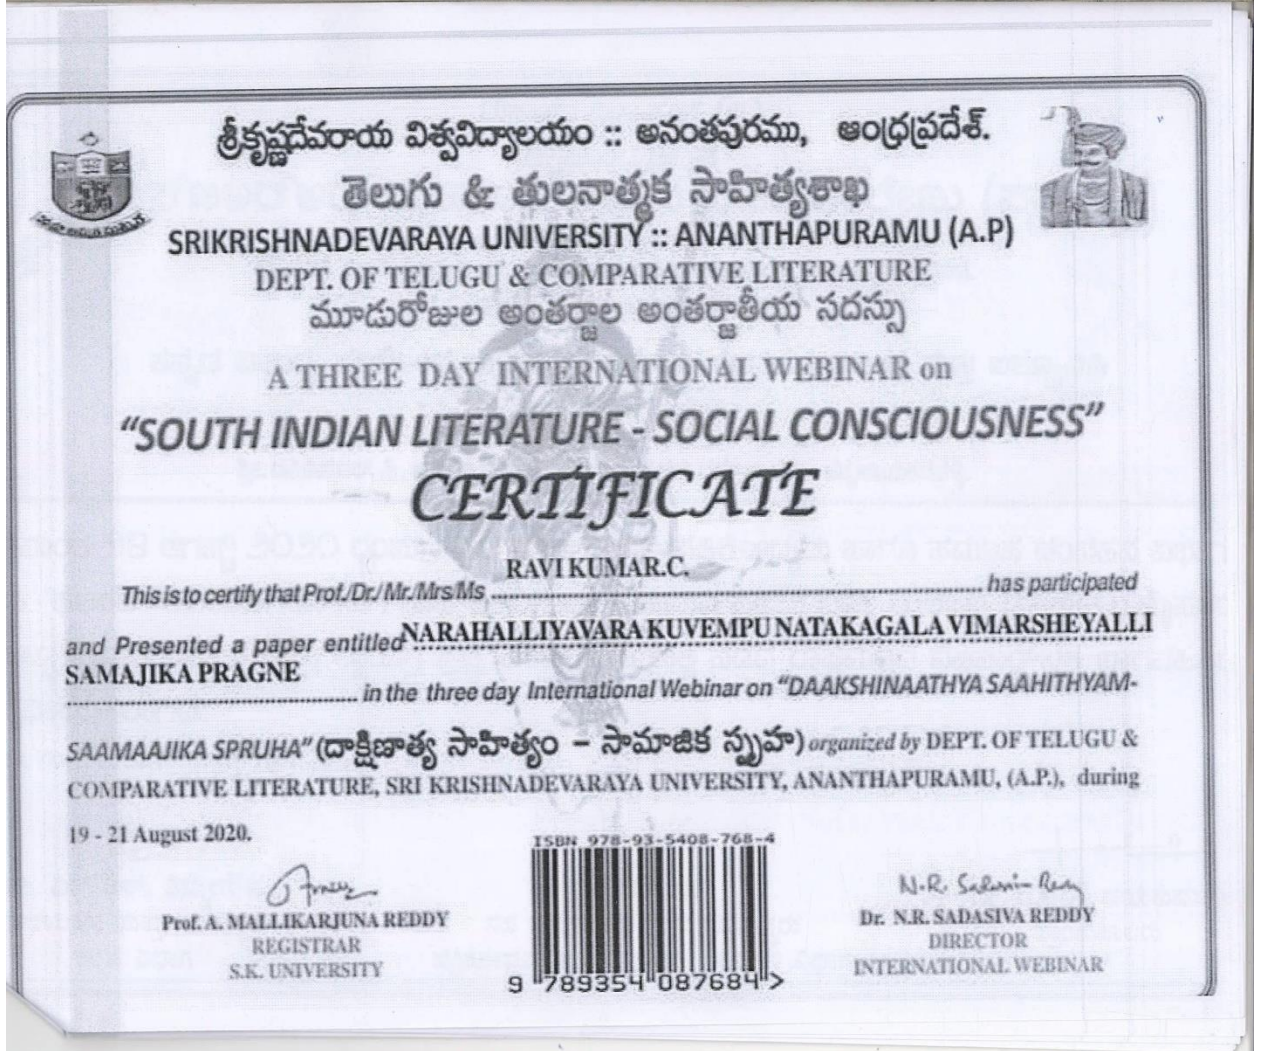 శ్రీకృష్ణదేవరాయ విశ్వవిద్యాలయం :: అనంతపురము, ఆంధ్రప్రదేశ్.
తెలుగు & తులనాత్మక సాహిత్యశాఖ
SRIKRISHNADEVARAYA UNIVERSITY :: ANANTHAPURAMU (A.P)
DEPT. OF TELUGU & COMPARATIVE LITERATURE
మూడురోజుల అంతర్జాల అంతర్జాతీయ సదస్సు
A THREE DAY INTERNATIONAL WEBINAR on
“SOUTH INDIAN LITERATURE - SOCIAL CONSCIOUSNESS”
CERTIFICATE
RAVI KUMAR.C.
This is to certify that Prof./Dr./ Mr./Mrs/Ms ........ has participated
and Presented a paper entitled NARAHALLIYAVARA KUVEMPU NATAKAGALA VIMARSHEYALLI
SAMAJIKA PRAGNE
........ in the three day International Webinar on “DAAKSHINAATHYA SAAHITHYAM-
SAAMAAJIKA SPRUHA” (దాక్షిణాత్య సాహిత్యం – సామాజిక స్పృహ) organized by DEPT. OF TELUGU &
COMPARATIVE LITERATURE, SRI KRISHNADEVARAYA UNIVERSITY, ANANTHAPURAMU, (A.P.), during
19 - 21 August 2020.
ISBN 978-93-5408-768-4
9 789354 087684 >
Prof. A. MALLIKARJUNA REDDY
REGISTRAR
S.K. UNIVERSITY
N.R. Sadasiva Reddy
Dr. N.R. SADASIVA REDDY
DIRECTOR
INTERNATIONAL WEBINAR